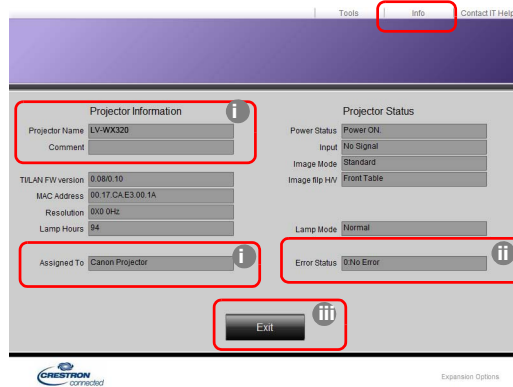 Tools Info Contact IT Help
Projector Information
i
Projector Name LV-WX320
Comment
TI/LAN FW version 0.08/0.10
MAC Address 00.17.CA.E3.00.1A
Resolution 0X0 0Hz
Lamp Hours 94
Assigned To Canon Projector
i
Projector Status
Power Status Power ON.
Input No Signal
Image Mode Standard
Image filp H/V Front Table
Lamp Mode Normal
Error Status 0:No Error
ii
Exit
iii
CRESTRON
connected
Expansion Options